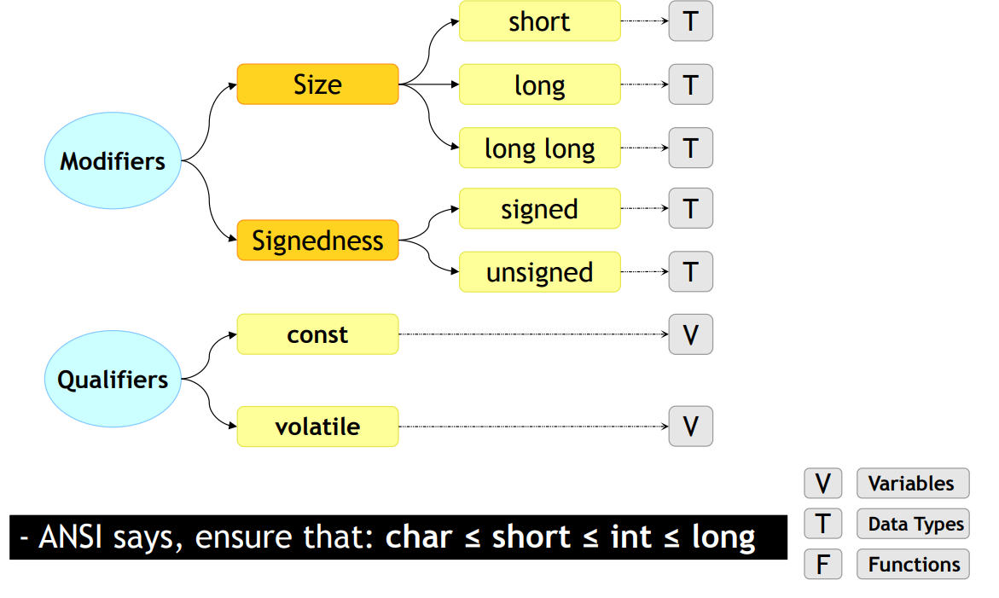 short
T
Size
long
T
long long
T
Modifiers
signed
T
Signedness
unsigned
T
const
V
Qualifiers
volatile
V
V
Variables
T
Data Types
F
Functions
- ANSI says, ensure that: char ≤ short ≤ int ≤ long